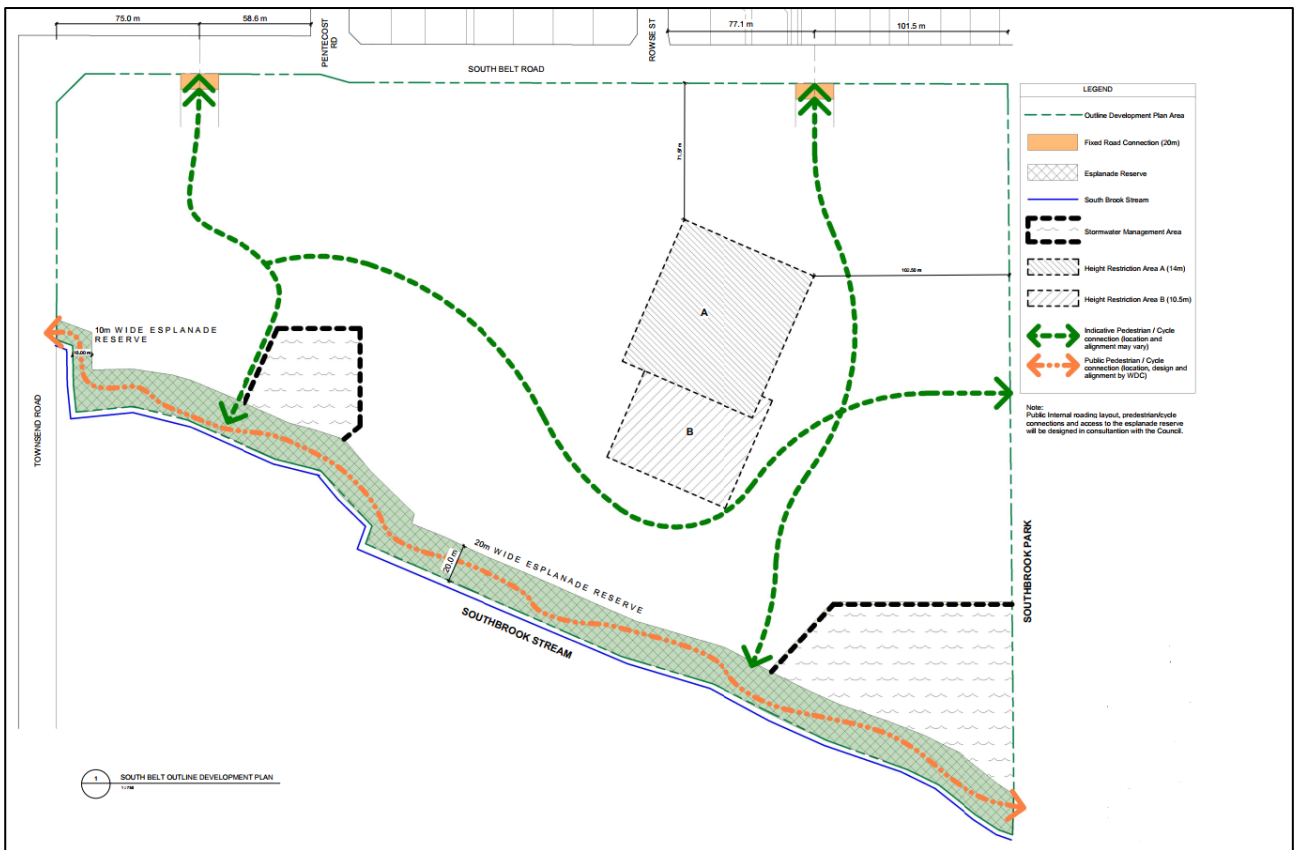 75.0 m
58.6 m
PENTECOST
RD
ROWSE ST
77.1 m
101.5 m
SOUTH BELT ROAD
LEGEND
Outline Development Plan Area
Fixed Road Connection (20m)
Esplanade Reserve
South Brook Stream
Stormwater Management Area
Height Restriction Area A (14m)
Height Restriction Area B (10.5m)
Indicative Pedestrian / Cycle
connection (location and
alignment may vary)
Public Pedestrian / Cycle
connection (location, design and
alignment by WDC)
Note:
Public Internal roading layout, predestrian/cycle
connections and access to the esplanade reserve
will be designed in consultantion with the Council.
A
B
10m WIDE ESPLANADE
RESERVE
10.00 m
TOWNSEND ROAD
20m WIDE ESPLANADE RESERVE
20.0 m
SOUTHBROOK STREAM
SOUTHBROOK PARK
1
SOUTH BELT OUTLINE DEVELOPMENT PLAN